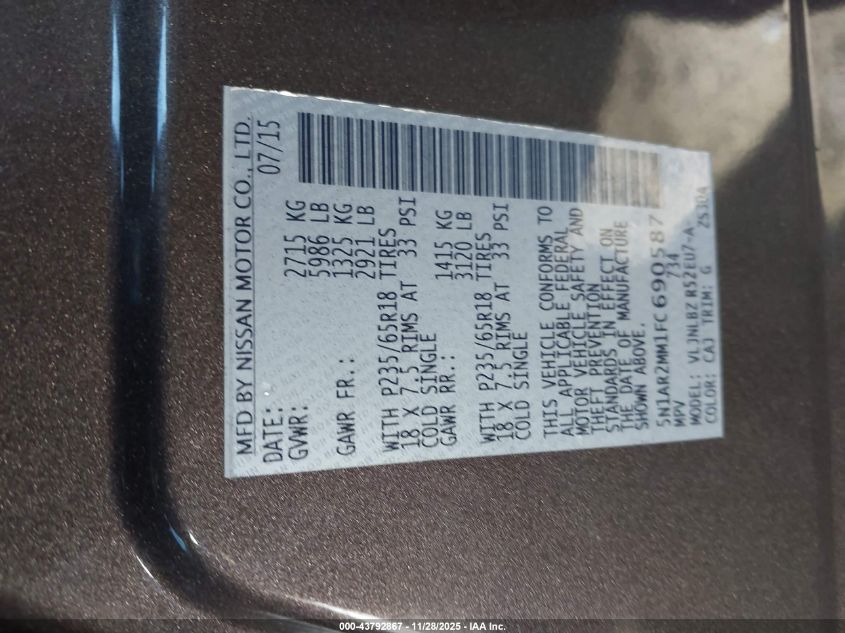 MFD BY NISSAN MOTOR CO., LTD.
DATE: 07/15
GVWR: 2715 KG
5986 LB
GAWR FR.: 1325 KG
2921 LB
WITH P235/65R18 TIRES
18 X 7.5 RIMS AT 33 PSI
COLD SINGLE
GAWR RR.: 1415 KG
3120 LB
WITH P235/65R18 TIRES
18 X 7.5 RIMS AT 33 PSI
COLD SINGLE
THIS VEHICLE CONFORMS TO
ALL APPLICABLE FEDERAL
MOTOR VEHICLE SAFETY AND
THEFT PREVENTION
STANDARDS IN EFFECT ON
THE DATE OF MANUFACTURE
SHOWN ABOVE.
5N1AR2MM1FC690587
MPV 734
MODEL: VLJNLBZ R52EU7-A
COLOR: CAJ TRIM: G
000-43792867 - 11/28/2025 - IAA Inc.